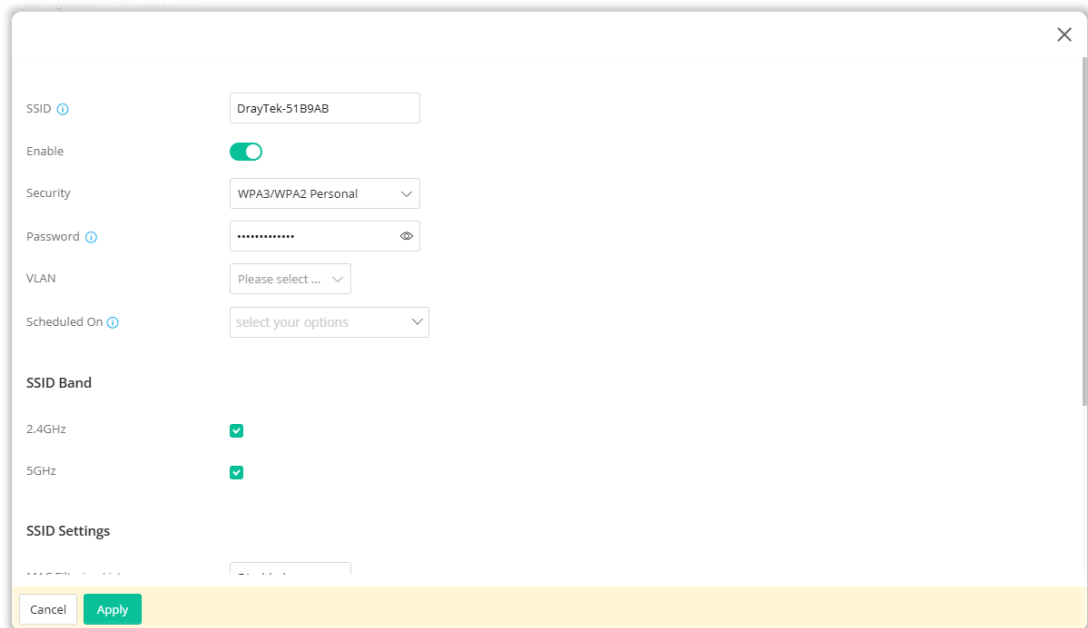 SSID
DrayTek-51B9AB
Enable
Security
WPA3/WPA2 Personal
Password
•••••••••••••
VLAN
Please select ...
Scheduled On
select your options
SSID Band
2.4GHz
5GHz
SSID Settings
Cancel
Apply